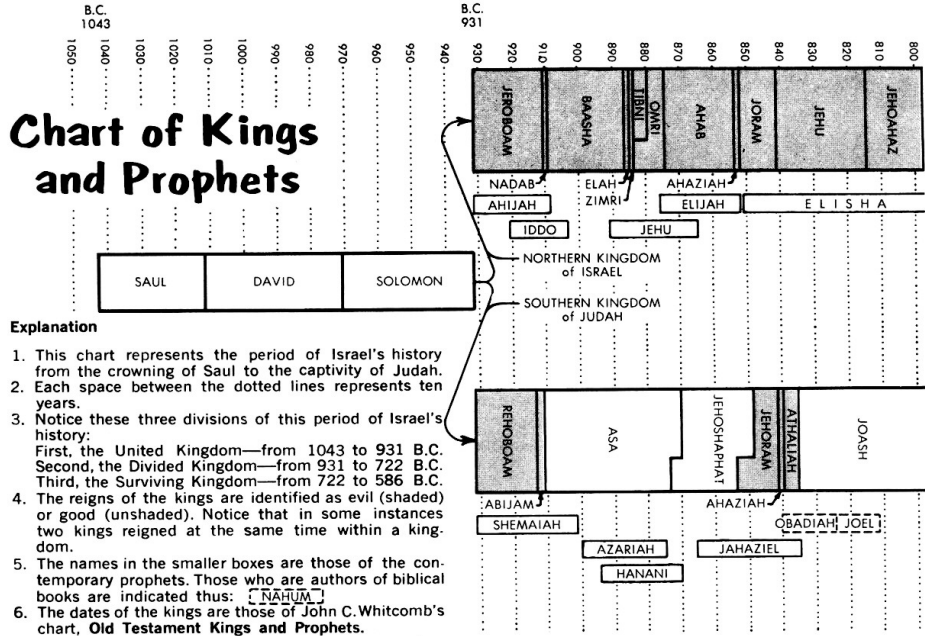 B.C.
1043
B.C.
931
1050
1040
1030
1020
1010
1000
990
980
970
960
950
940
930
920
910
900
890
880
870
860
850
840
830
820
810
800
Chart of Kings
and Prophets
JEROBOAM
BAASHA
TIBNI
OMRI
AHAB
JORAM
JEHU
JEHOAHAZ
NADAB
ELAH
ZIMRI
AHAZIAH
AHIJAH
ELIJAH
ELISHA
IDDO
JEHU
NORTHERN KINGDOM
of ISRAEL
SAUL
DAVID
SOLOMON
SOUTHERN KINGDOM
of JUDAH
Explanation
1. This chart represents the period of Israel's history
from the crowning of Saul to the captivity of Judah.
2. Each space between the dotted lines represents ten
years.
3. Notice these three divisions of this period of Israel's
history:
First, the United Kingdom—from 1043 to 931 B.C.
Second, the Divided Kingdom—from 931 to 722 B.C.
Third, the Surviving Kingdom—from 722 to 586 B.C.
4. The reigns of the kings are identified as evil (shaded)
or good (unshaded). Notice that in some instances
two kings reigned at the same time within a king-
dom.
5. The names in the smaller boxes are those of the con-
temporary prophets. Those who are authors of biblical
books are indicated thus: NAHUM
6. The dates of the kings are those of John C. Whitcomb's
chart, Old Testament Kings and Prophets.
REHOBOAM
ASA
JEHOSHAPHAT
JEHORAM
ATHALIAH
JOASH
ABIJAM
AHAZIAH
SHEMAIAH
OBADIAH
JOEL
AZARIAH
JAHAZIEL
HANANI